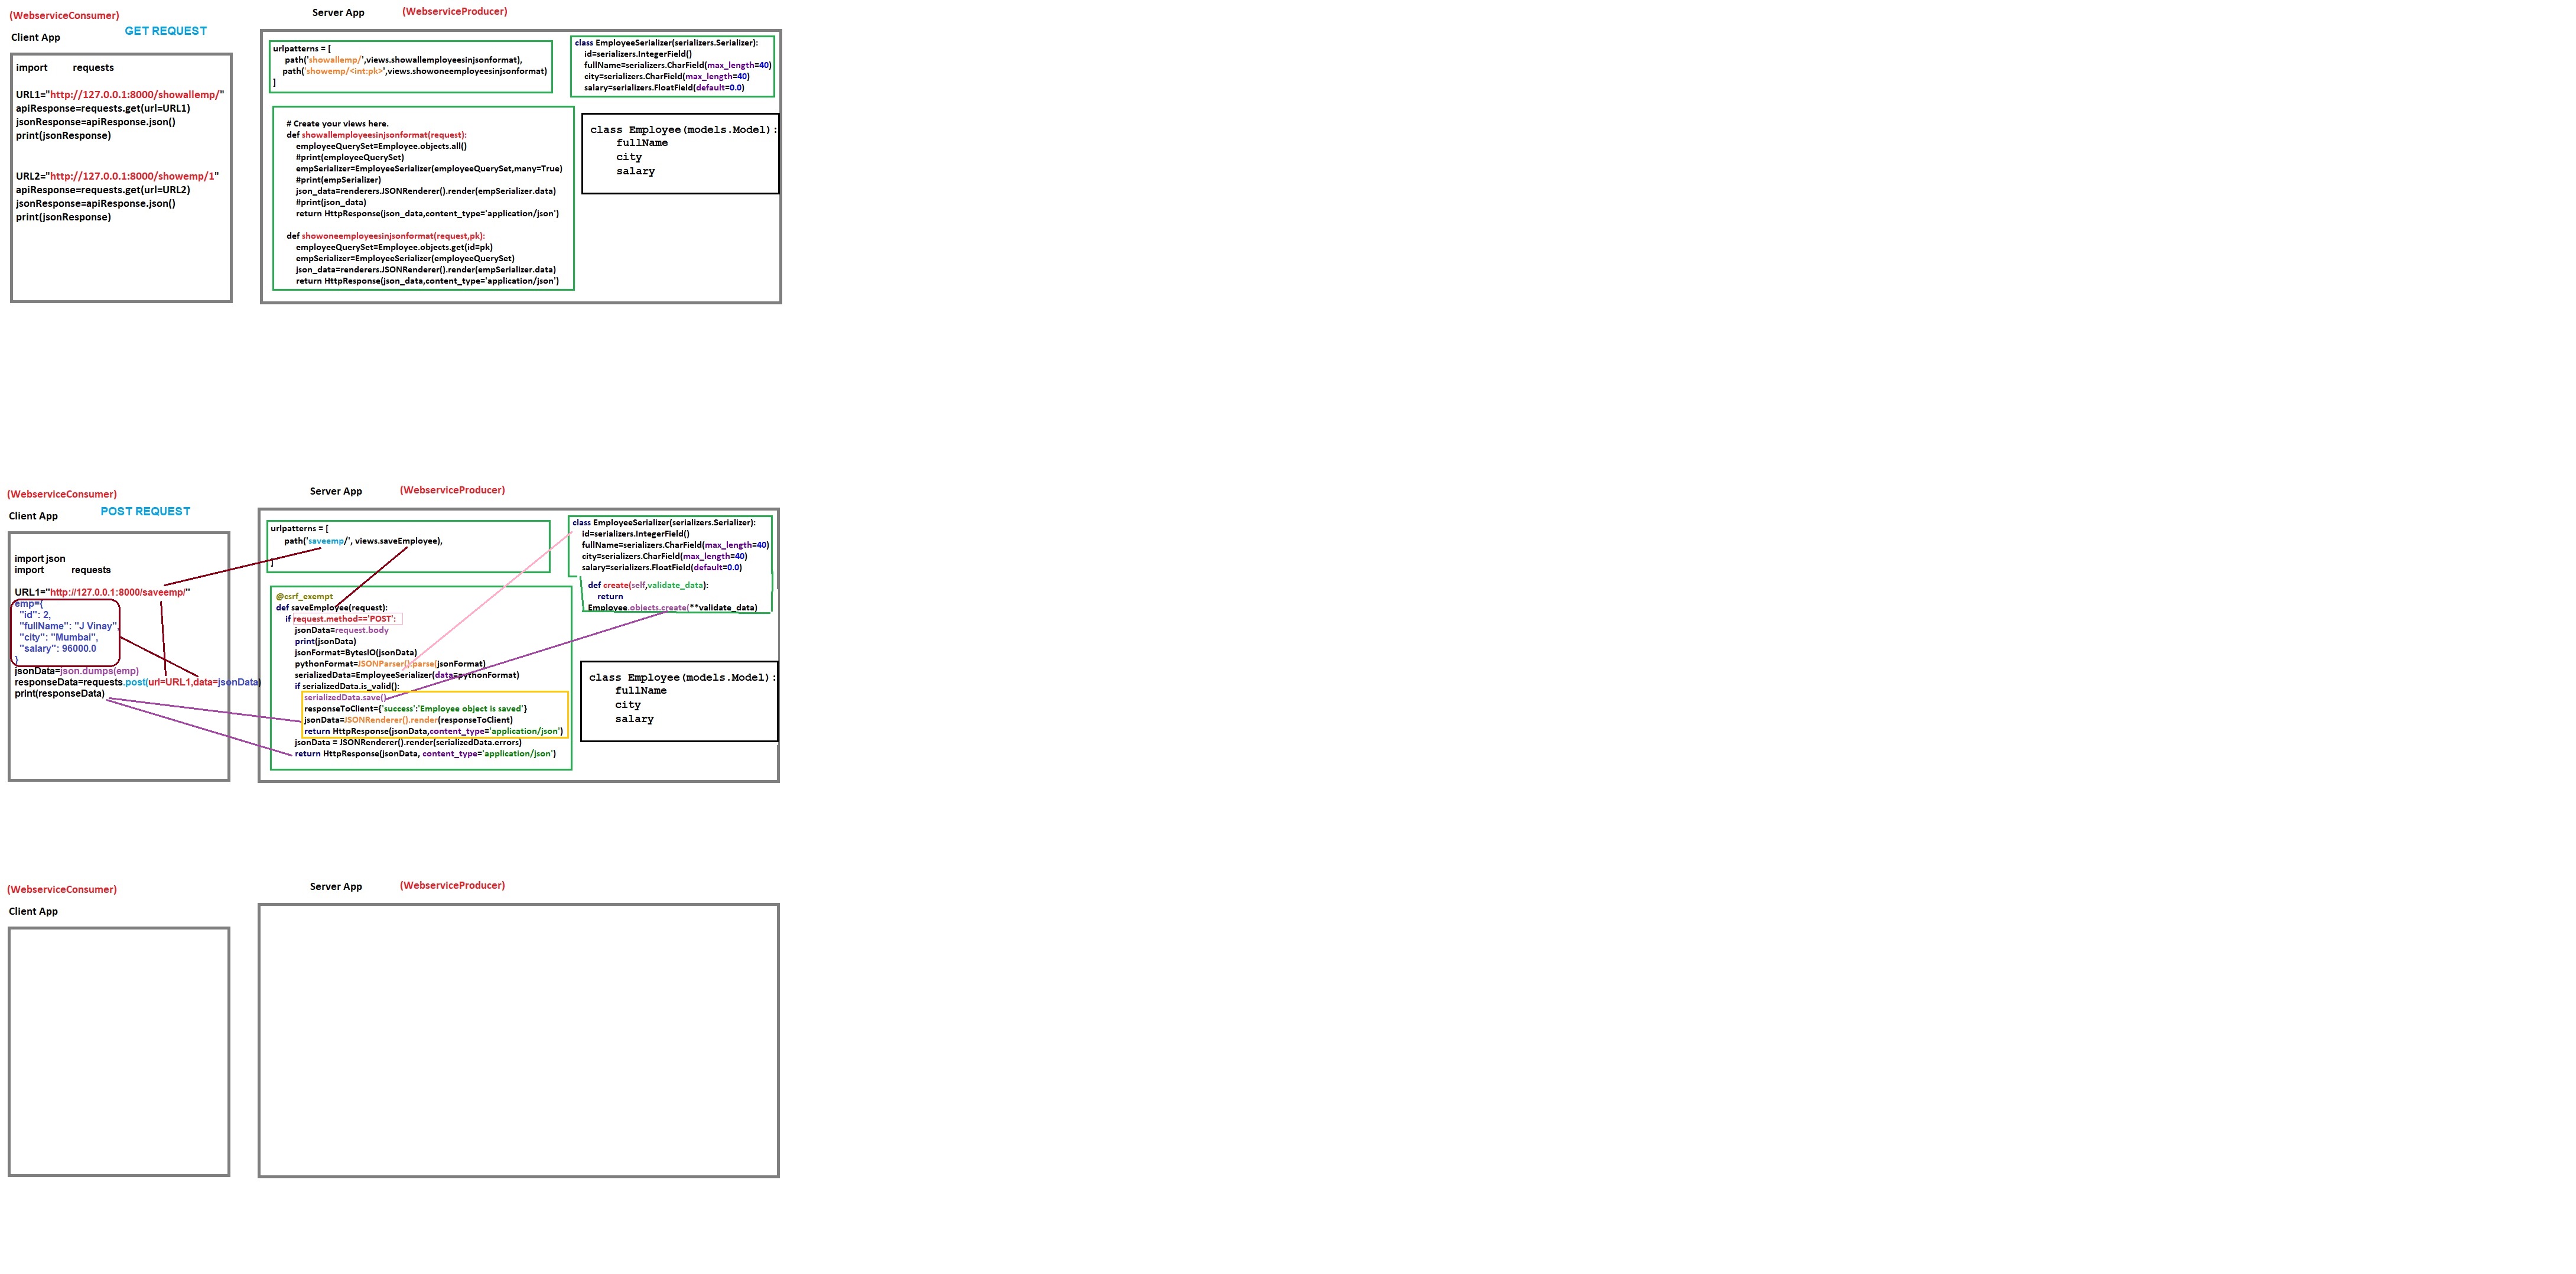 (WebserviceConsumer)
GET REQUEST
Client App
import requests
URL1="http://127.0.0.1:8000/showallemp/"
apiResponse=requests.get(url=URL1)
jsonResponse=apiResponse.json()
print(jsonResponse)
URL2="http://127.0.0.1:8000/showemp/1"
apiResponse=requests.get(url=URL2)
jsonResponse=apiResponse.json()
print(jsonResponse)
Server App (WebserviceProducer)
urlpatterns = [
path('showallemp/',views.showallemployeesinjsonformat),
path('showemp/<int:pk>',views.showoneemployeesinjsonformat)
]
class EmployeeSerializer(serializers.Serializer):
id=serializers.IntegerField()
fullName=serializers.CharField(max_length=40)
city=serializers.CharField(max_length=40)
salary=serializers.FloatField(default=0.0)
# Create your views here.
def showallemployeesinjsonformat(request):
employeeQuerySet=Employee.objects.all()
#print(employeeQuerySet)
empSerializer=EmployeeSerializer(employeeQuerySet,many=True)
#print(empSerializer)
json_data=renderers.JSONRenderer().render(empSerializer.data)
#print(json_data)
return HttpResponse(json_data,content_type='application/json')
def showoneemployeesinjsonformat(request,pk):
employeeQuerySet=Employee.objects.get(id=pk)
empSerializer=EmployeeSerializer(employeeQuerySet)
json_data=renderers.JSONRenderer().render(empSerializer.data)
return HttpResponse(json_data,content_type='application/json')
class Employee(models.Model):
fullName
city
salary
(WebserviceConsumer)
POST REQUEST
Client App
import json
import requests
URL1="http://127.0.0.1:8000/saveemp/"
emp={
"id": 2,
"fullName": "J Vinay",
"city": "Mumbai",
"salary": 96000.0
}
jsonData=json.dumps(emp)
responseData=requests.post(url=URL1,data=jsonData)
print(responseData)
Server App (WebserviceProducer)
urlpatterns = [
path('saveemp/', views.saveEmployee),
]
class EmployeeSerializer(serializers.Serializer):
id=serializers.IntegerField()
fullName=serializers.CharField(max_length=40)
city=serializers.CharField(max_length=40)
salary=serializers.FloatField(default=0.0)
def create(self,validate_data):
return
Employee.objects.create(**validate_data)
@csrf_exempt
def saveEmployee(request):
if request.method=='POST':
jsonData=request.body
print(jsonData)
jsonFormat=BytesIO(jsonData)
pythonFormat=JSONParser().parse(jsonFormat)
serializedData=EmployeeSerializer(data=pythonFormat)
if serializedData.is_valid():
serializedData.save()
responseToClient={'success':'Employee object is saved'}
jsonData=JSONRenderer().render(responseToClient)
return HttpResponse(jsonData,content_type='application/json')
jsonData = JSONRenderer().render(serializedData.errors)
return HttpResponse(jsonData, content_type='application/json')
class Employee(models.Model):
fullName
city
salary
(WebserviceConsumer)
Client App
Server App (WebserviceProducer)